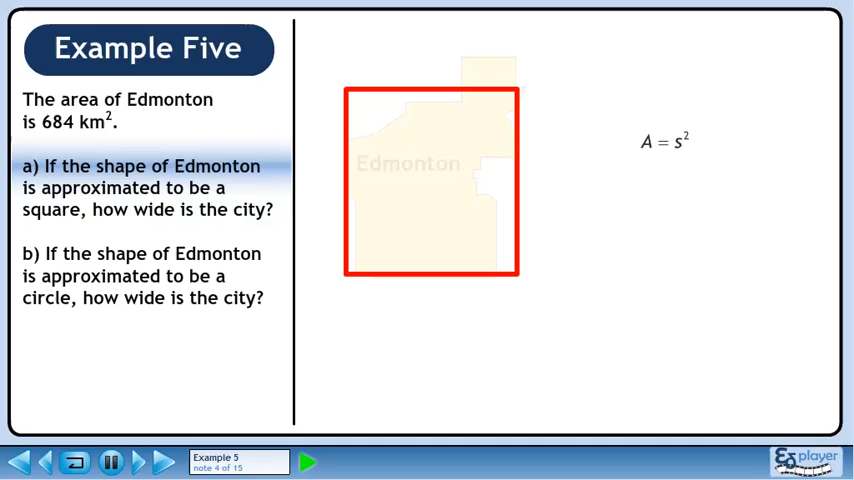 Example Five
The area of Edmonton
is 684 km².
a) If the shape of Edmonton
is approximated to be a
square, how wide is the city?
b) If the shape of Edmonton
is approximated to be a
circle, how wide is the city?
Edmonton
A = s²
Example 5
note 4 of 15
player